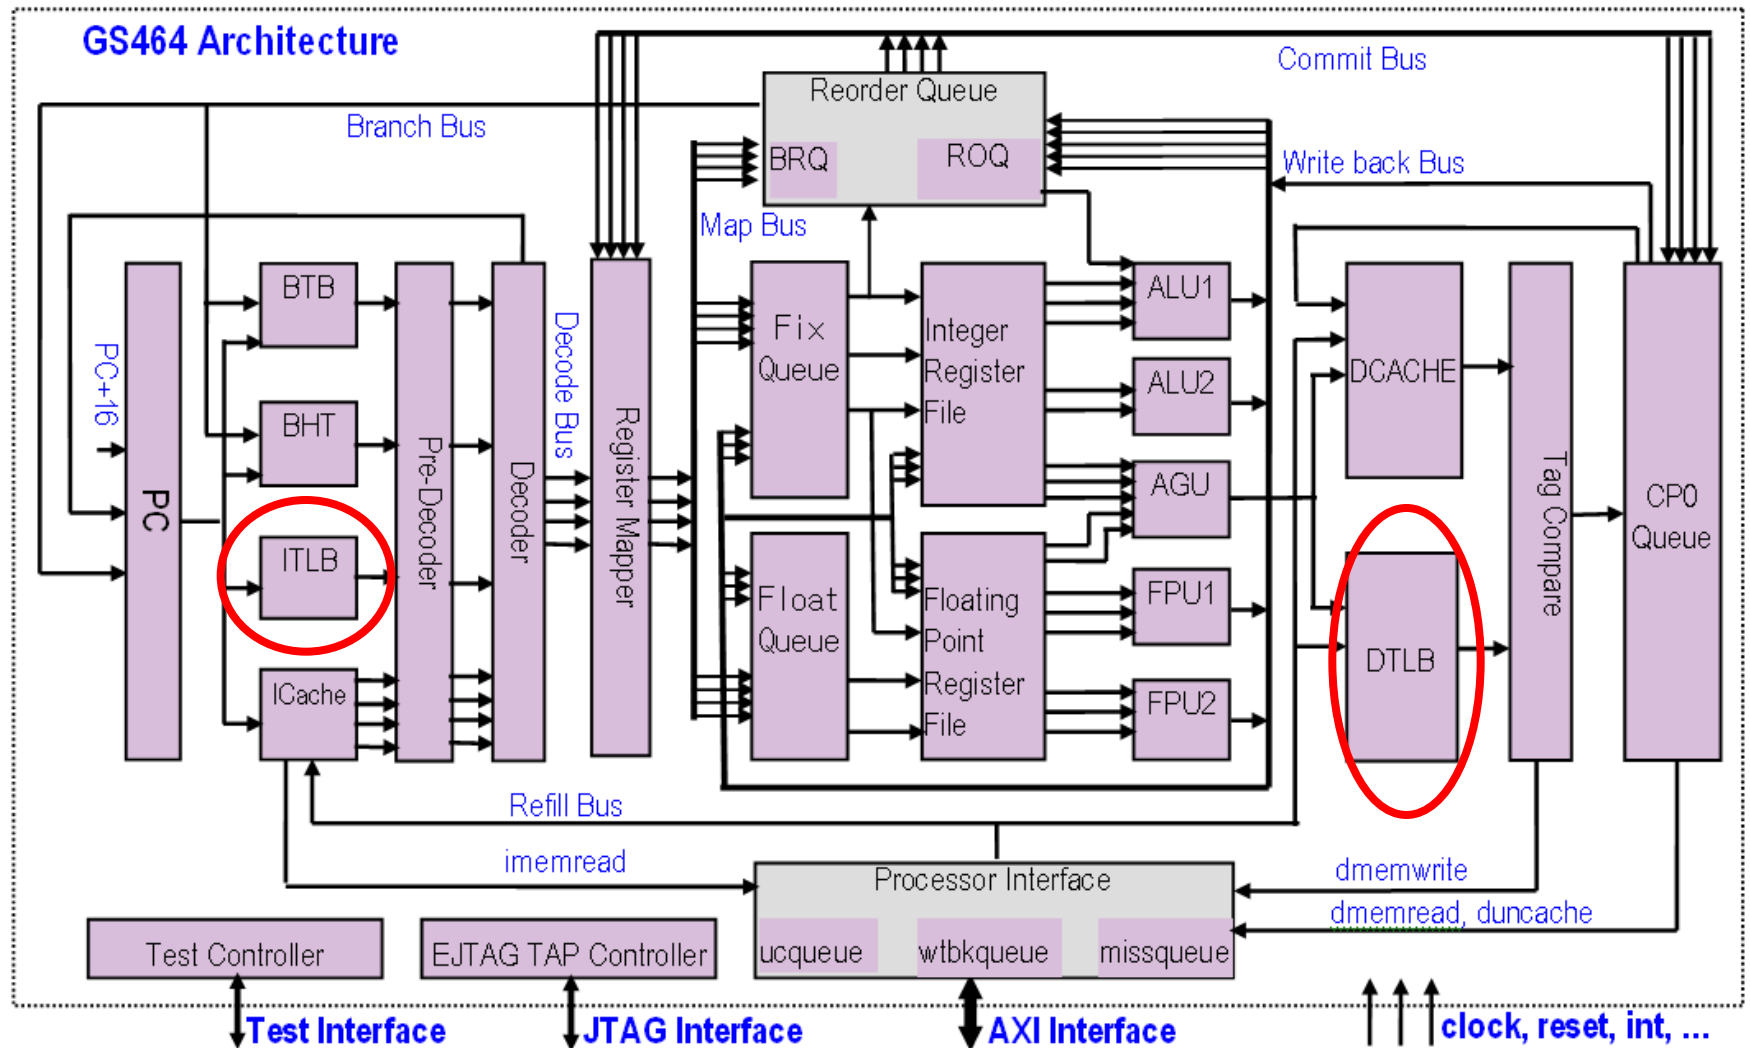 GS464 Architecture
Commit Bus
Reorder Queue
Branch Bus
BRQ
ROQ
Write back Bus
Map Bus
PC+16
PC
BTB
BHT
ITLB
ICache
Pre-Decoder
Decoder
Decode Bus
Register Mapper
Fix
Queue
Float
Queue
Integer
Register
File
Floating
Point
Register
File
ALU1
ALU2
AGU
FPU1
FPU2
DCACHE
DTLB
Tag Compare
CP0
Queue
Refill Bus
imemread
Processor Interface
dmemwrite
dmemread, duncache
ucqueue
wtbkqueue
missqueue
Test Controller
EJTAG TAP Controller
Test Interface
JTAG Interface
AXI Interface
clock, reset, int, ...